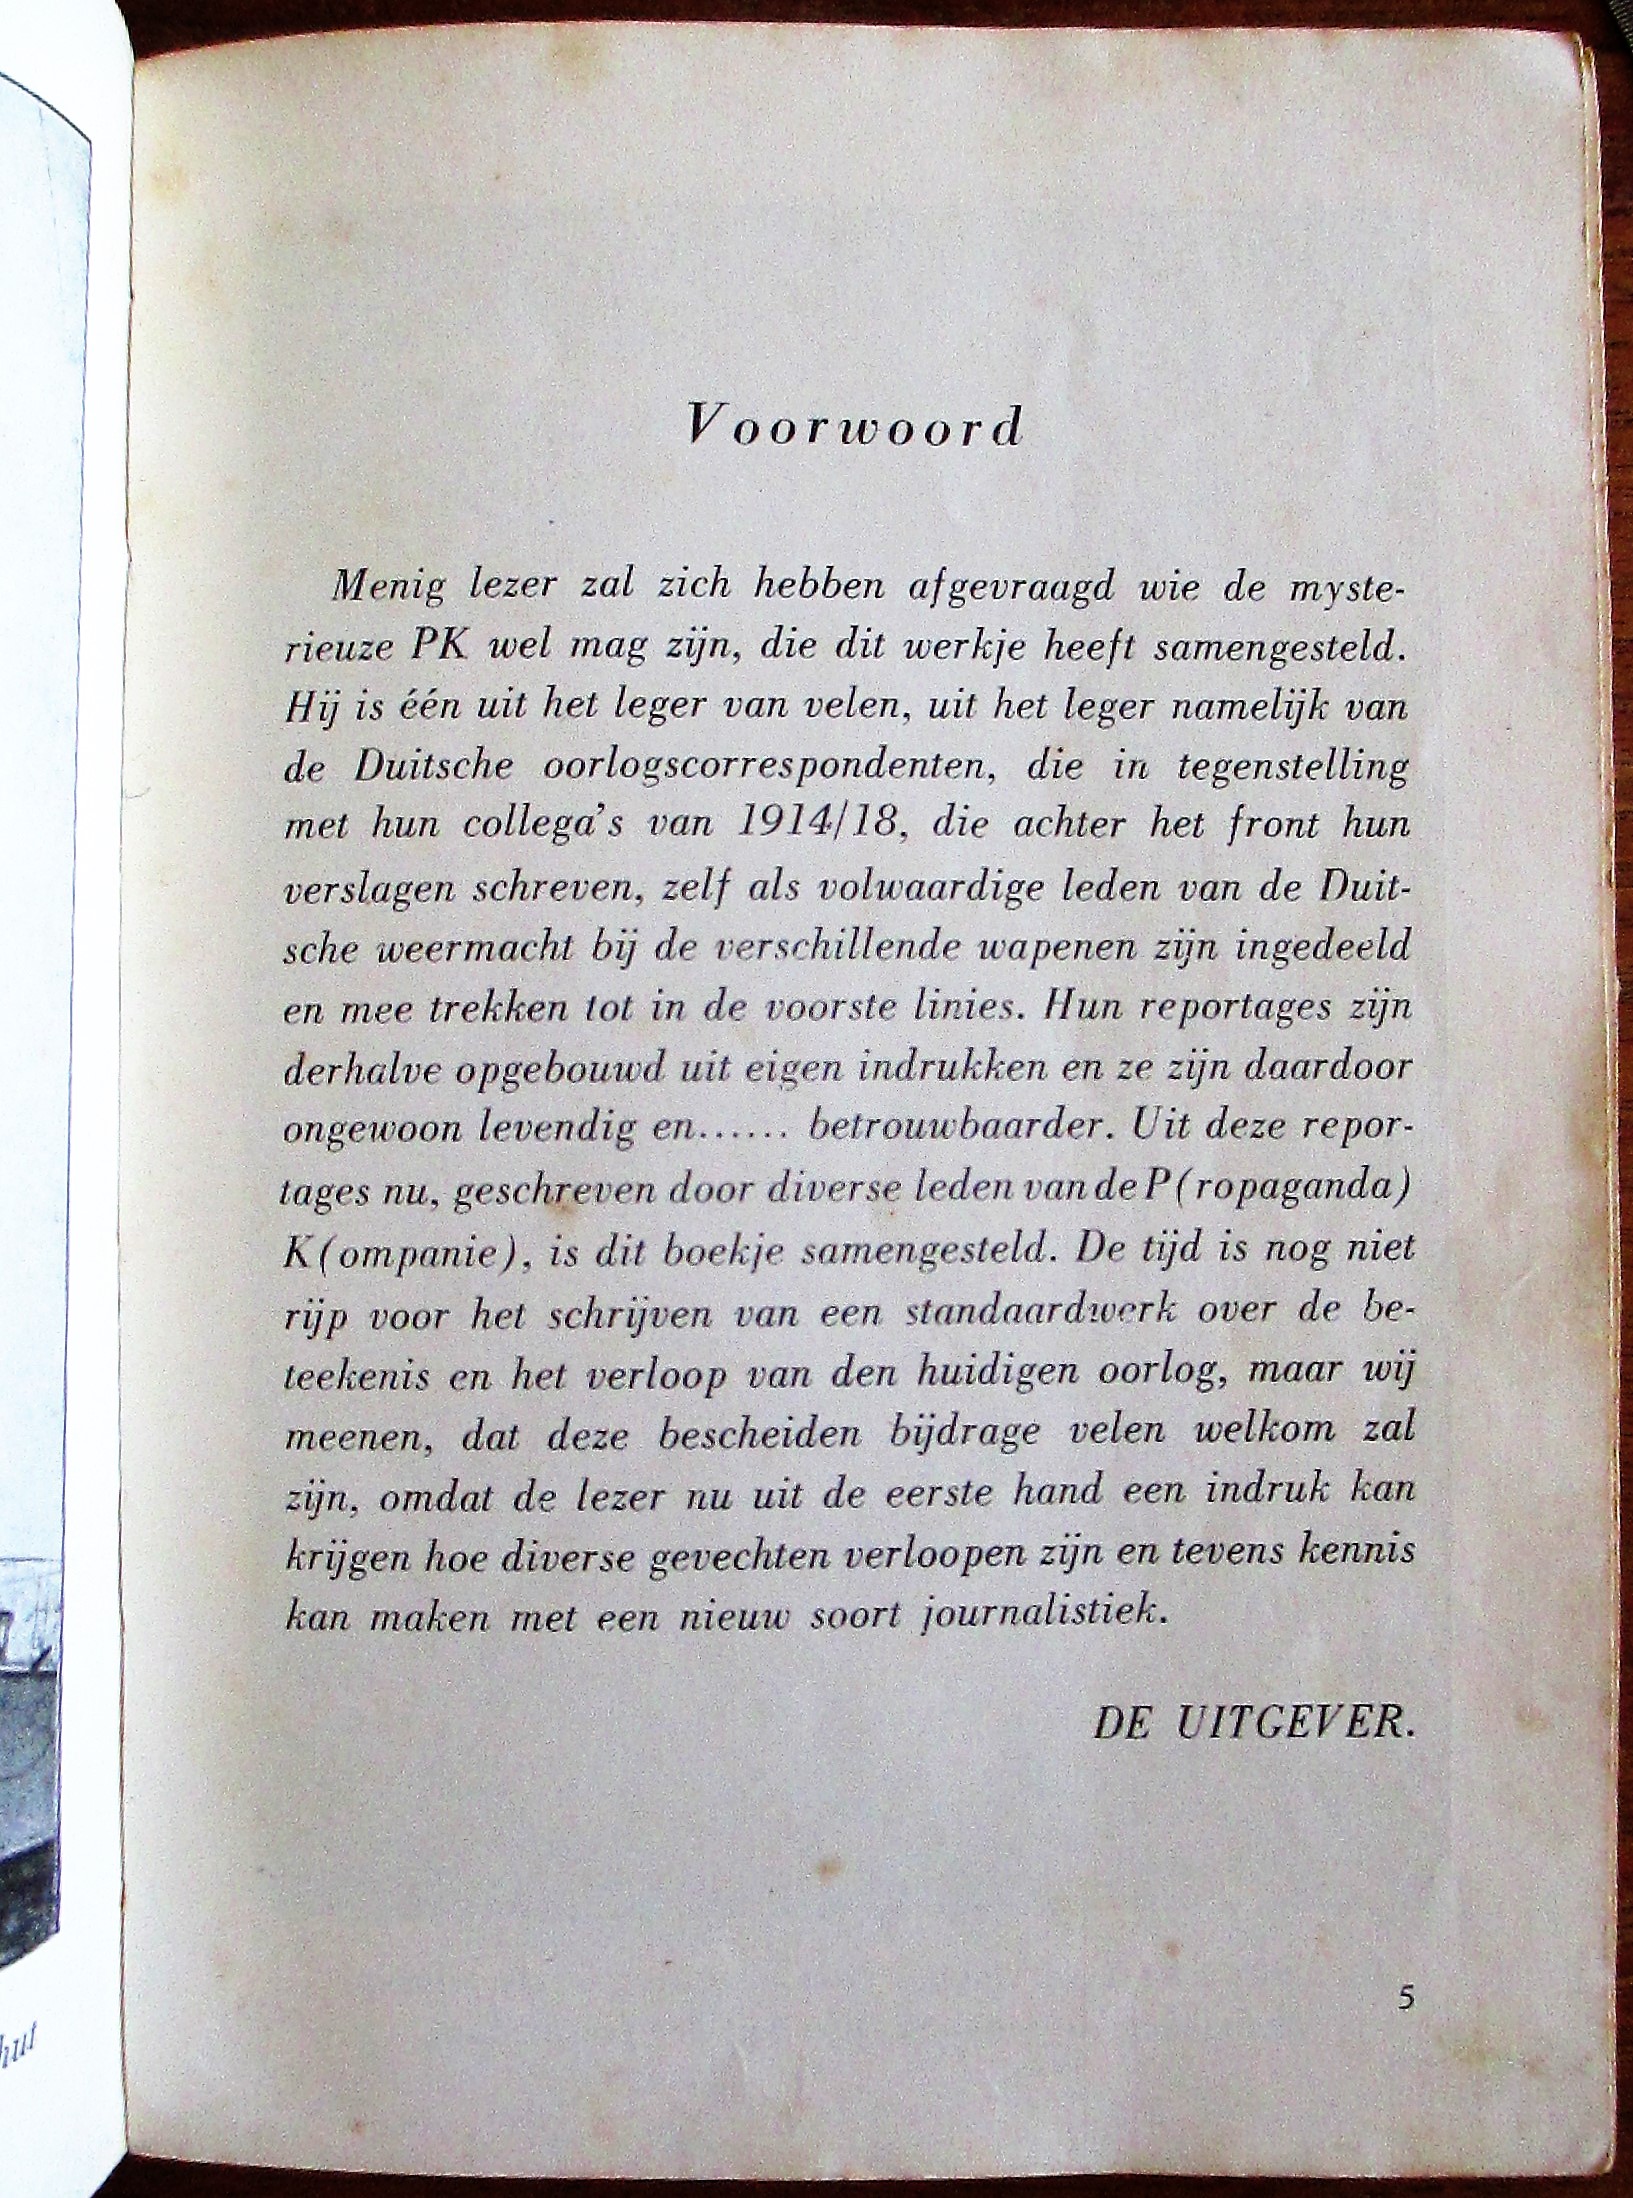 Voorwoord
Menig lezer zal zich hebben afgevraagd wie de myste-
rieuze PK wel mag zijn, die dit werkje heeft samengesteld.
Hij is één uit het leger van velen, uit het leger namelijk van
de Duitsche oorlogscorrespondenten, die in tegenstelling
met hun collega's van 1914/18, die achter het front hun
verslagen schreven, zelf als volwaardige leden van de Duit-
sche weermacht bij de verschillende wapenen zijn ingedeeld
en mee trekken tot in de voorste linies. Hun reportages zijn
derhalve opgebouwd uit eigen indrukken en ze zijn daardoor
ongewoon levendig en...... betrouwbaarder. Uit deze repor-
tages nu, geschreven door diverse leden van de P(ropaganda)
K(ompanie), is dit boekje samengesteld. De tijd is nog niet
rijp voor het schrijven van een standaardwerk over de be-
teekenis en het verloop van den huidigen oorlog, maar wij
meenen, dat deze bescheiden bijdrage velen welkom zal
zijn, omdat de lezer nu uit de eerste hand een indruk kan
krijgen hoe diverse gevechten verloopen zijn en tevens kennis
kan maken met een nieuw soort journalistiek.
DE UITGEVER.
5